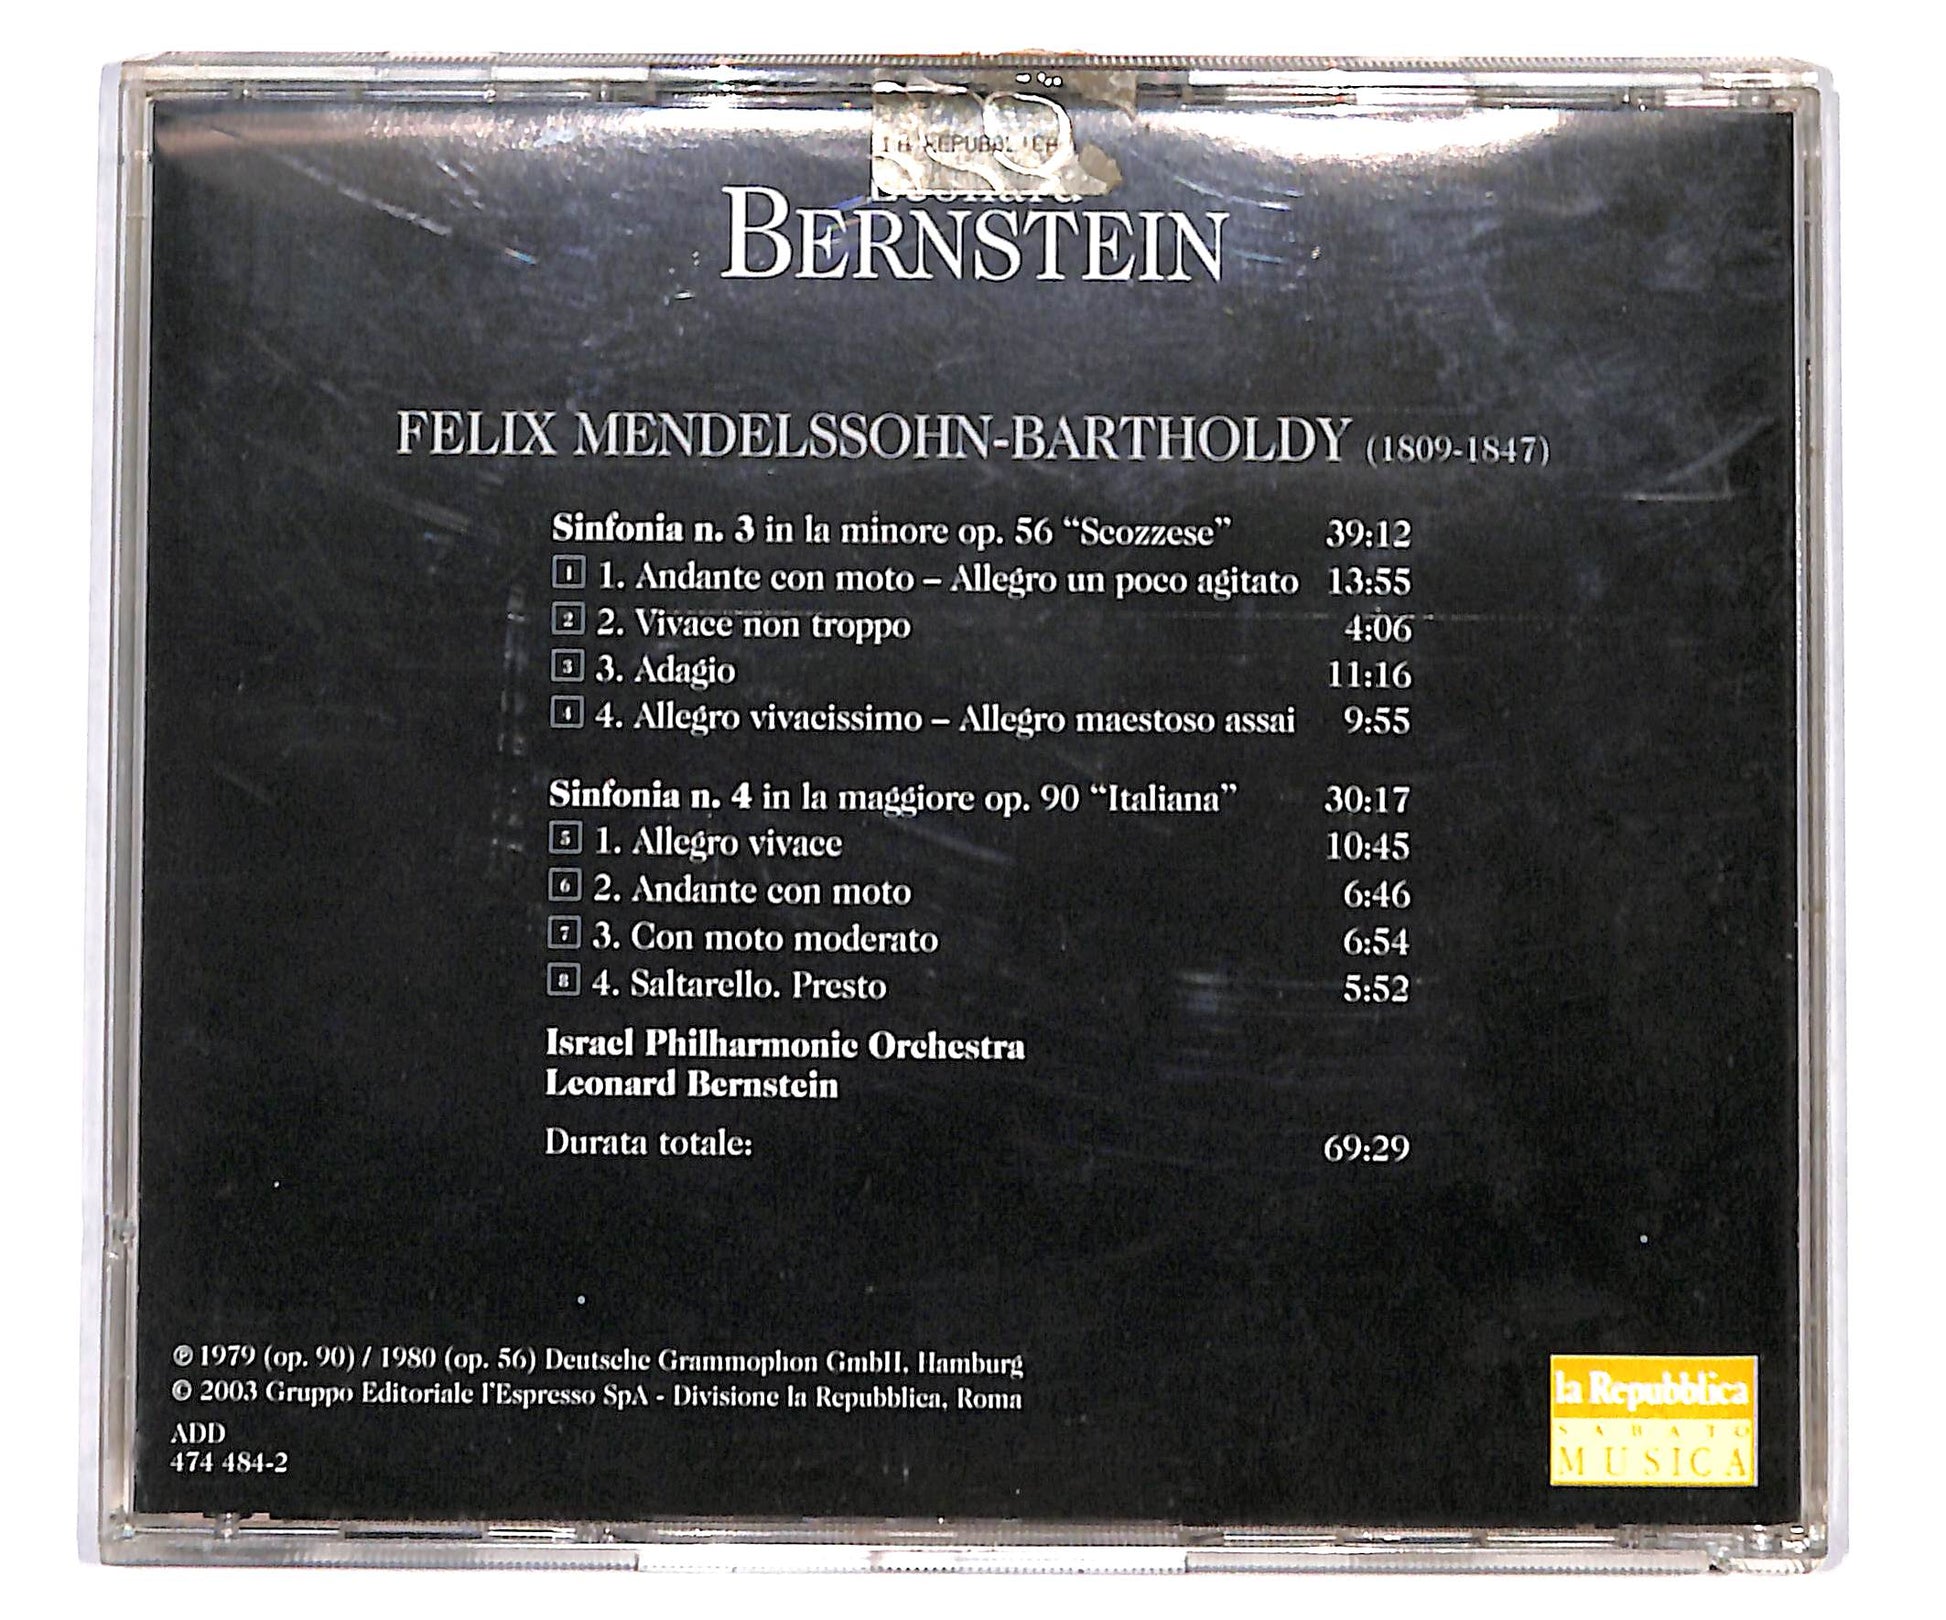 LA REPUBBLICA
Leonard
BERNSTEIN
FELIX MENDELSSOHN-BARTHOLDY (1809-1847)
Sinfonia n. 3 in la minore op. 56 “Scozzese” 39:12
1 1. Andante con moto – Allegro un poco agitato 13:55
2 2. Vivace non troppo 4:06
3 3. Adagio 11:16
4 4. Allegro vivacissimo – Allegro maestoso assai 9:55
Sinfonia n. 4 in la maggiore op. 90 “Italiana” 30:17
5 1. Allegro vivace 10:45
6 2. Andante con moto 6:46
7 3. Con moto moderato 6:54
8 4. Saltarello. Presto 5:52
Israel Philharmonic Orchestra
Leonard Bernstein
Durata totale: 69:29
℗ 1979 (op. 90) / 1980 (op. 56) Deutsche Grammophon GmbH, Hamburg
© 2003 Gruppo Editoriale l'Espresso SpA - Divisione la Repubblica, Roma
ADD
474 484-2
la Repubblica
SABATO
MUSICA